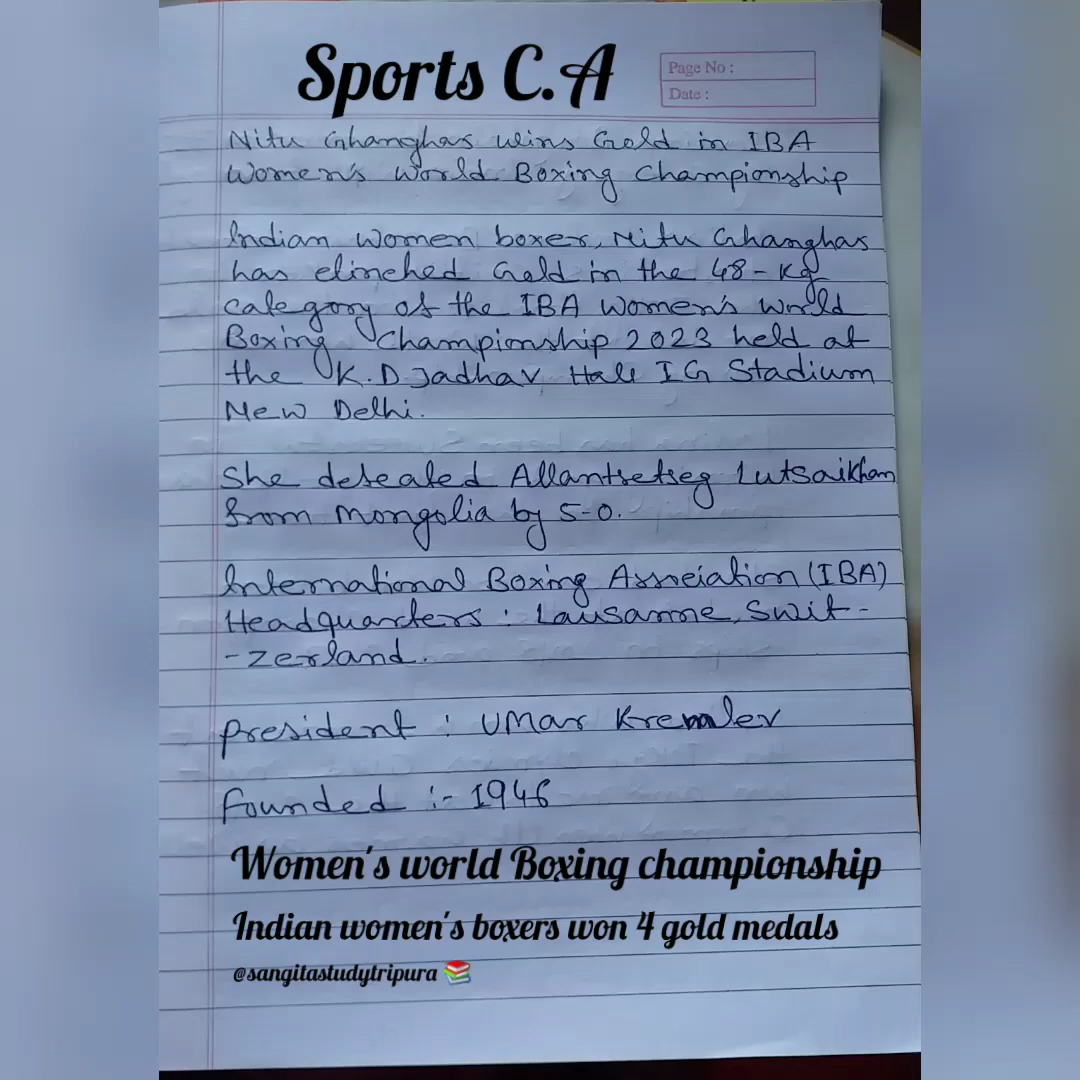 Sports C.A
Page No :
Date :
Nitu Ghanghas wins Gold in IBA
Women's World Boxing Championship
Indian women boxer, Nitu Ghanghas
has clinched Gold in the 48-kg
category of the IBA Women's World
Boxing Championship 2023 held at
the K.D Jadhav Hall IG Stadium
New Delhi.
She defeated Allantsetseg Lutsaikhan
from Mongolia by 5-0.
International Boxing Association (IBA)
Headquarters : Lausanne, Swit-
-zerland.
President : UMar Kremlev
Founded :- 1946
Women's world Boxing championship
Indian women's boxers won 4 gold medals
@sangitastudytripura 📚